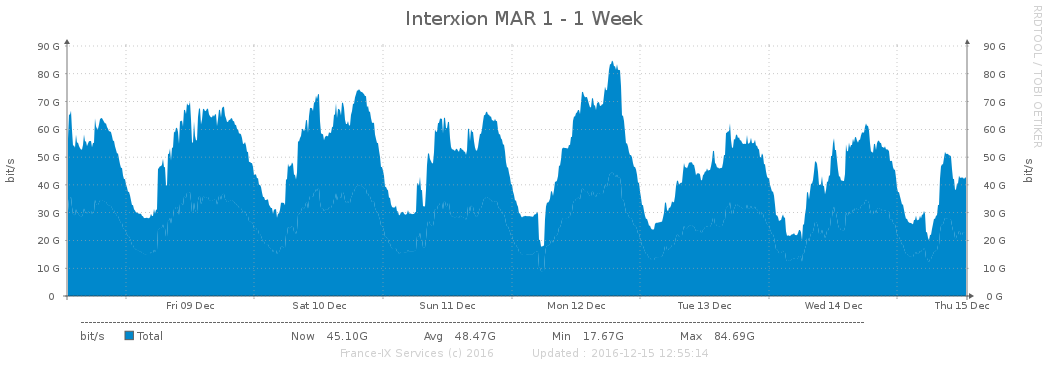 Interxion MAR 1 - 1 Week
RRDTOOL / TOBI OETIKER
bit/s
90 G 90 G
80 G 80 G
70 G 70 G
60 G 60 G
50 G 50 G
40 G 40 G
30 G 30 G
20 G 20 G
10 G 10 G
0 0 G
bit/s
Fri 09 Dec Sat 10 Dec Sun 11 Dec Mon 12 Dec Tue 13 Dec Wed 14 Dec Thu 15 Dec
bit/s Total Now 45.10G Avg 48.47G Min 17.67G Max 84.69G
France-IX Services (c) 2016 Updated : 2016-12-15 12:55:14